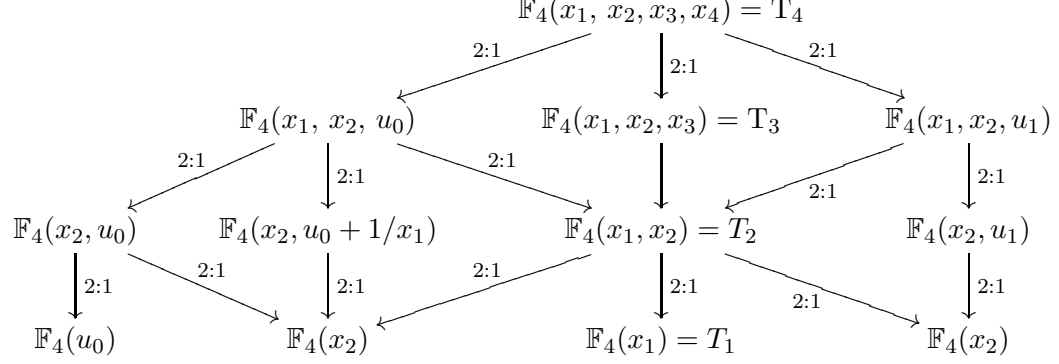 𝔽₄(x₁, x₂, x₃, x₄) = T₄
2:1 2:1 2:1
𝔽₄(x₁, x₂, u₀) 𝔽₄(x₁, x₂, x₃) = T₃ 𝔽₄(x₁, x₂, u₁)
2:1 2:1 2:1 2:1 2:1
𝔽₄(x₂, u₀) 𝔽₄(x₂, u₀ + 1/x₁) 𝔽₄(x₁, x₂) = T₂ 𝔽₄(x₂, u₁)
2:1 2:1 2:1 2:1 2:1 2:1 2:1
𝔽₄(u₀) 𝔽₄(x₂) 𝔽₄(x₁) = T₁ 𝔽₄(x₂)